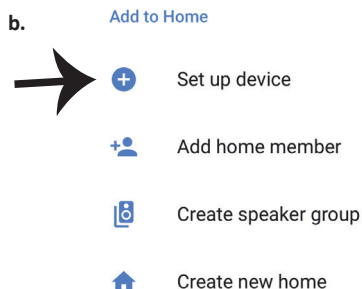 b.
Add to Home
Set up device
Add home member
Create speaker group
Create new home